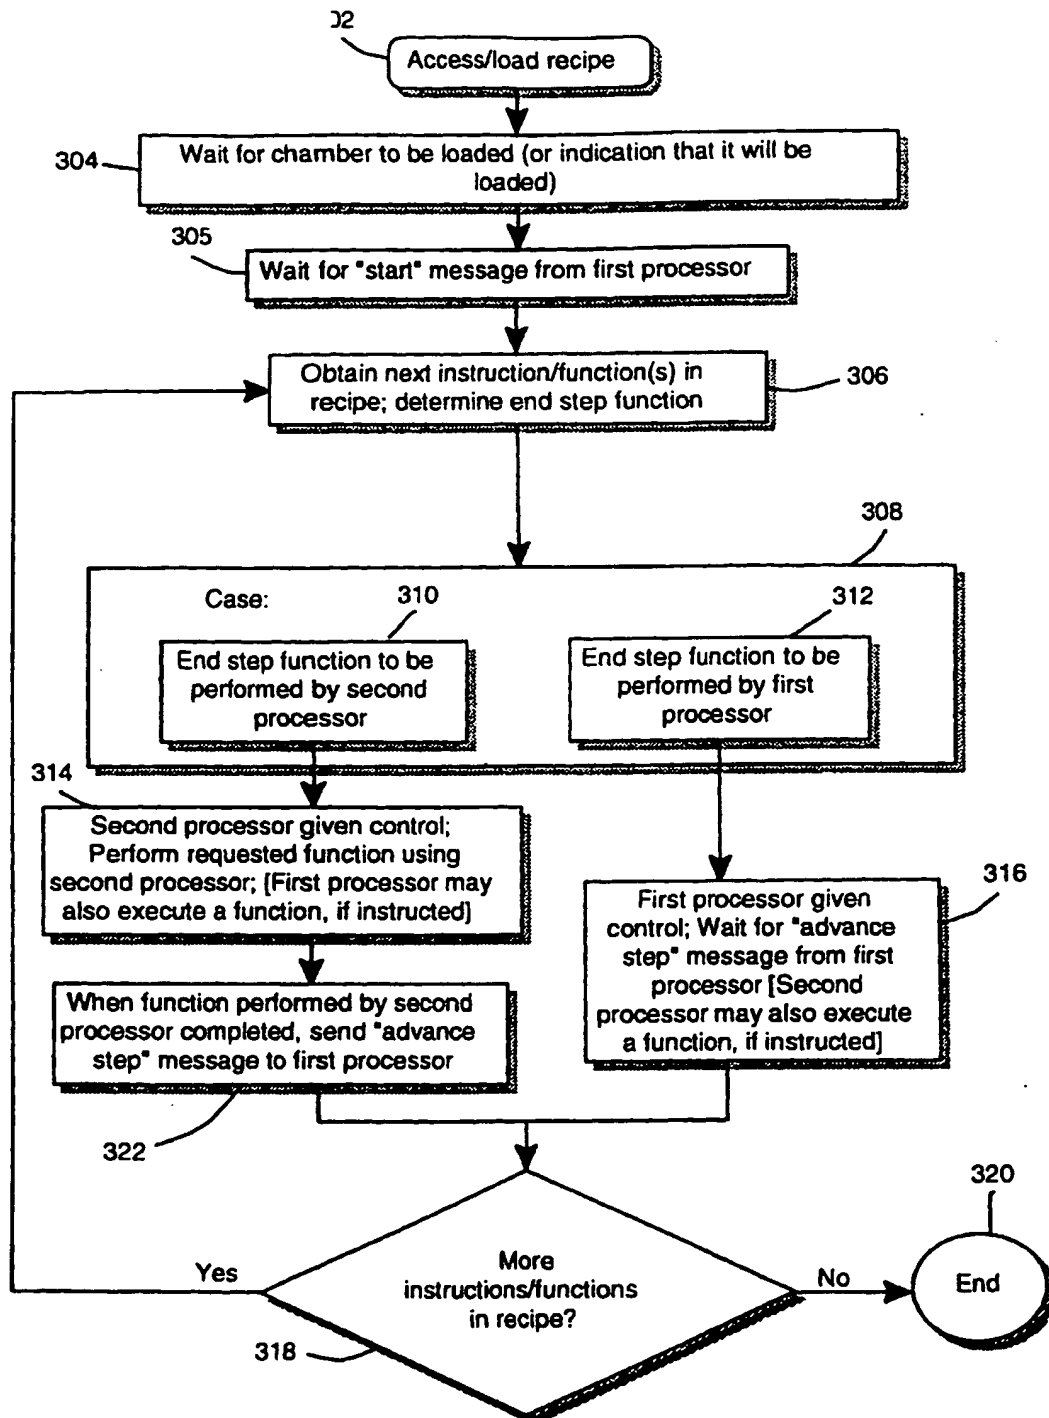 02
Access/load recipe
304
Wait for chamber to be loaded (or indication that it will be
loaded)
305
Wait for "start" message from first processor
Obtain next instruction/function(s) in
recipe; determine end step function
306
308
Case:
310
End step function to be
performed by second
processor
312
End step function to be
performed by first
processor
314
Second processor given control;
Perform requested function using
second processor; [First processor may
also execute a function, if instructed]
First processor given
control; Wait for "advance
step" message from first
processor [Second
processor may also execute
a function, if instructed]
316
When function performed by second
processor completed, send "advance
step" message to first processor
322
More
instructions/functions
in recipe?
Yes
No
318
320
End